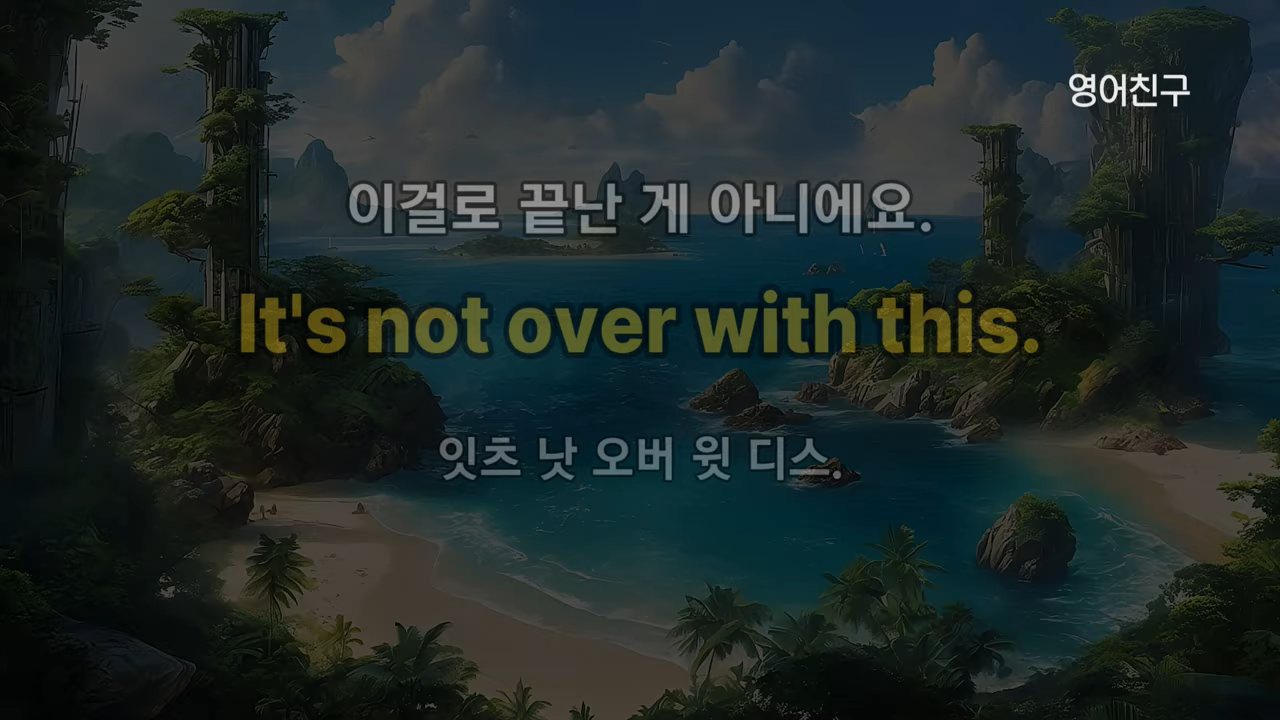 영어친구
이걸로 끝난 게 아니에요.
It's not over with this.
잇츠 낫 오버 윗 디스.